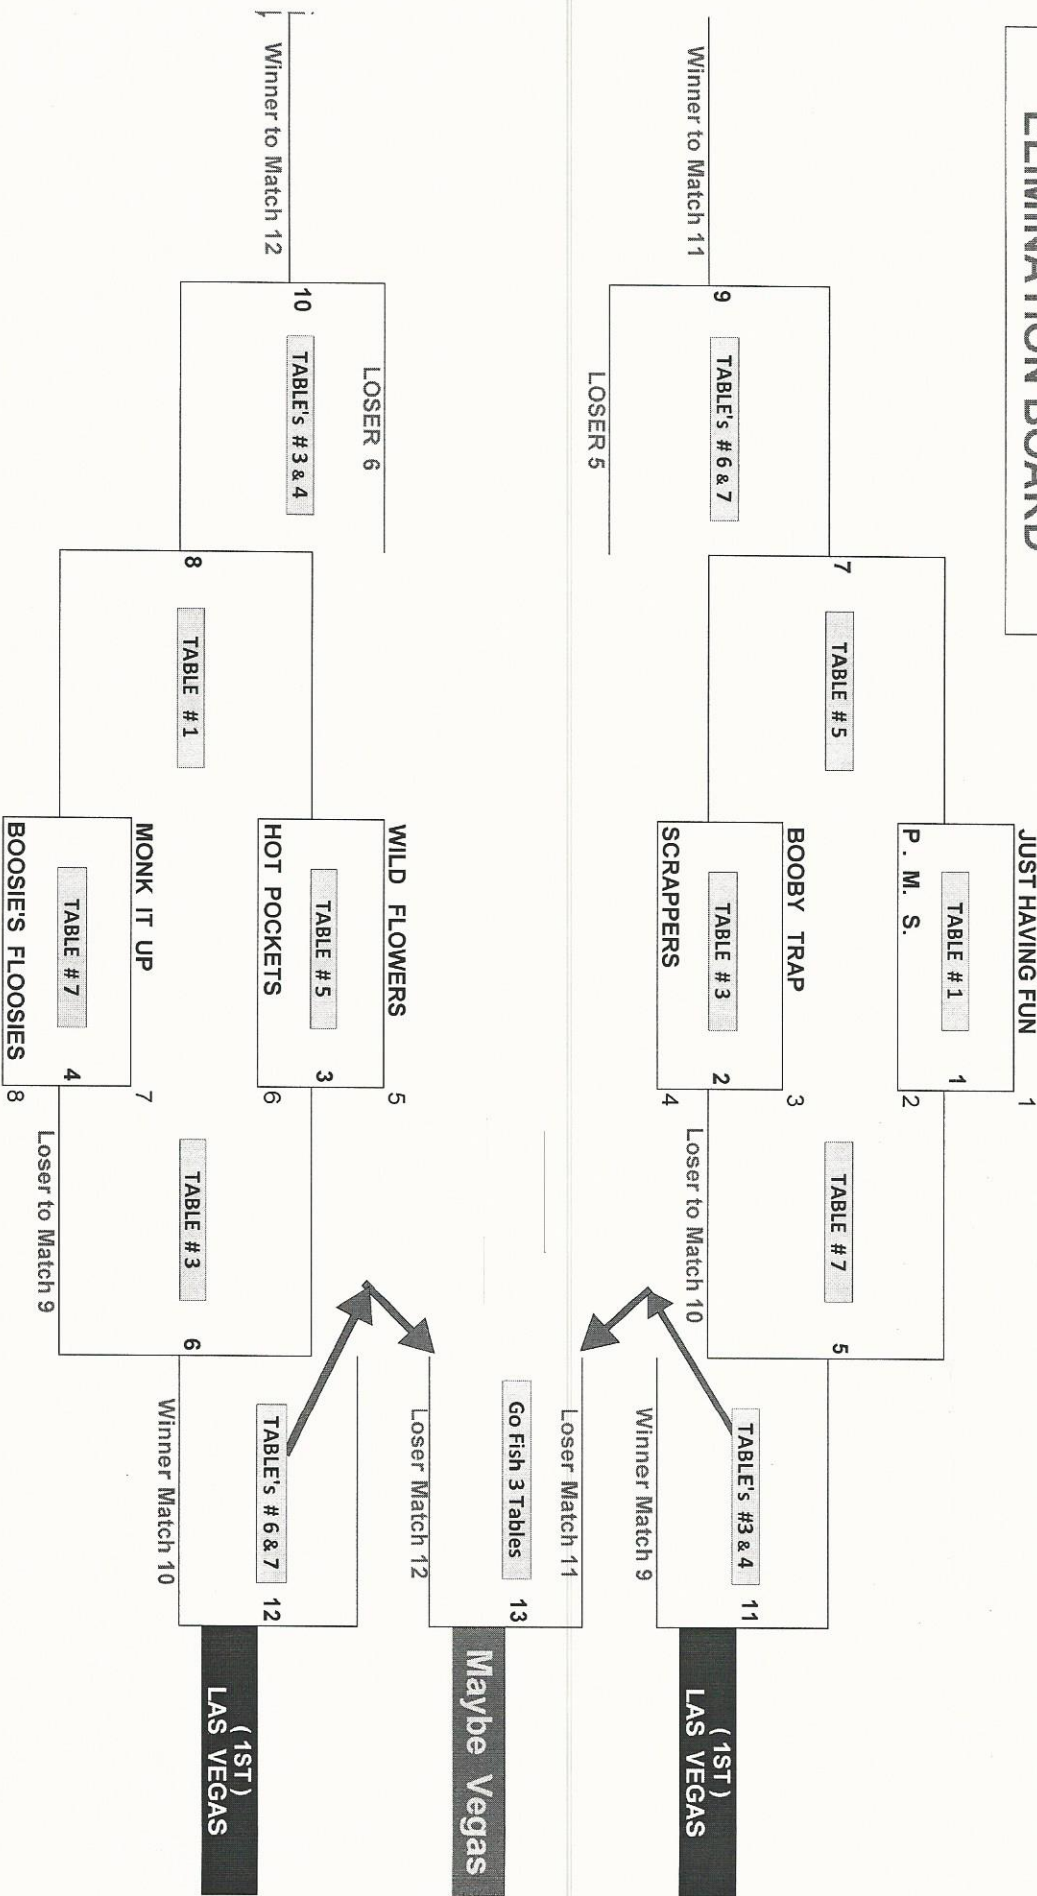 ELIMINATION BOARD
JUST HAVING FUN 1
TABLE #1 1
P. M. S. 2
7 TABLE #5
TABLE #7 5
BOOBY TRAP 3
9 TABLE's #6 & 7
TABLE #3 2
TABLE's #3 & 4 11
(1ST)
LAS VEGAS
Winner to Match 11
SCRAPPERS 4
Loser to Match 10
Winner Match 9
LOSER 5
Loser Match 11
Go Fish 3 Tables 13
Maybe Vegas
Loser Match 12
WILD FLOWERS 5
LOSER 6
TABLE #5 3
10 TABLE's #3 & 4
HOT POCKETS 6
Winner to Match 12
TABLE's #6 & 7 12
(1ST)
LAS VEGAS
8 TABLE #1
TABLE #3 6
Winner Match 10
MONK IT UP 7
TABLE #7 4
Loser to Match 9
BOOSIE'S FLOOSIES 8